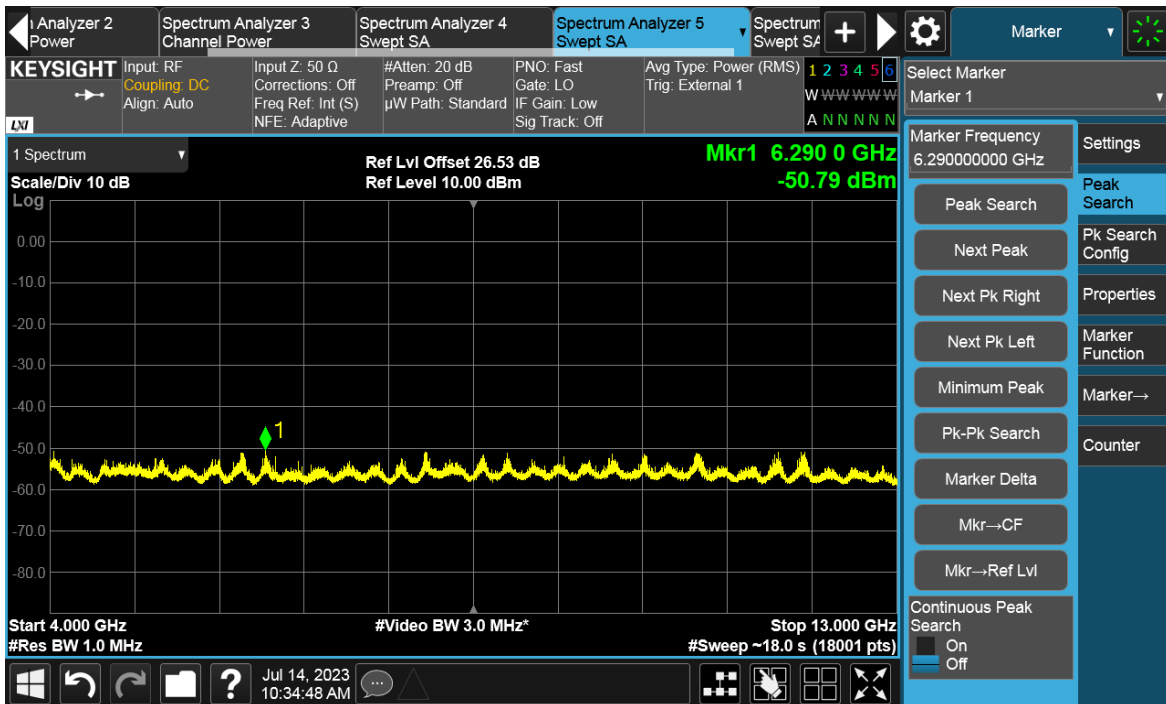 Analyzer 2
Power
Spectrum Analyzer 3
Channel Power
Spectrum Analyzer 4
Swept SA
Spectrum Analyzer 5
Swept SA
Spectrum
Swept SA
+
Marker
KEYSIGHT
LXI
Input: RF
Coupling: DC
Align: Auto
Input Z: 50 Ω
Corrections: Off
Freq Ref: Int (S)
NFE: Adaptive
#Atten: 20 dB
Preamp: Off
µW Path: Standard
PNO: Fast
Gate: LO
IF Gain: Low
Sig Track: Off
Avg Type: Power (RMS)
Trig: External 1
1 2 3 4 5 6
W W W W W W
A N N N N N
Select Marker
Marker 1
1 Spectrum
Scale/Div 10 dB
Log
Ref Lvl Offset 26.53 dB
Ref Level 10.00 dBm
Mkr1 6.290 0 GHz
-50.79 dBm
0.00
-10.0
-20.0
-30.0
-40.0
-50.0
-60.0
-70.0
-80.0
1
Start 4.000 GHz
#Res BW 1.0 MHz
#Video BW 3.0 MHz*
Stop 13.000 GHz
#Sweep ~18.0 s (18001 pts)
Marker Frequency
6.290000000 GHz
Peak Search
Next Peak
Next Pk Right
Next Pk Left
Minimum Peak
Pk-Pk Search
Marker Delta
Mkr→CF
Mkr→Ref Lvl
Continuous Peak
Search
On
Off
Settings
Peak
Search
Pk Search
Config
Properties
Marker
Function
Marker→
Counter
?
Jul 14, 2023
10:34:48 AM